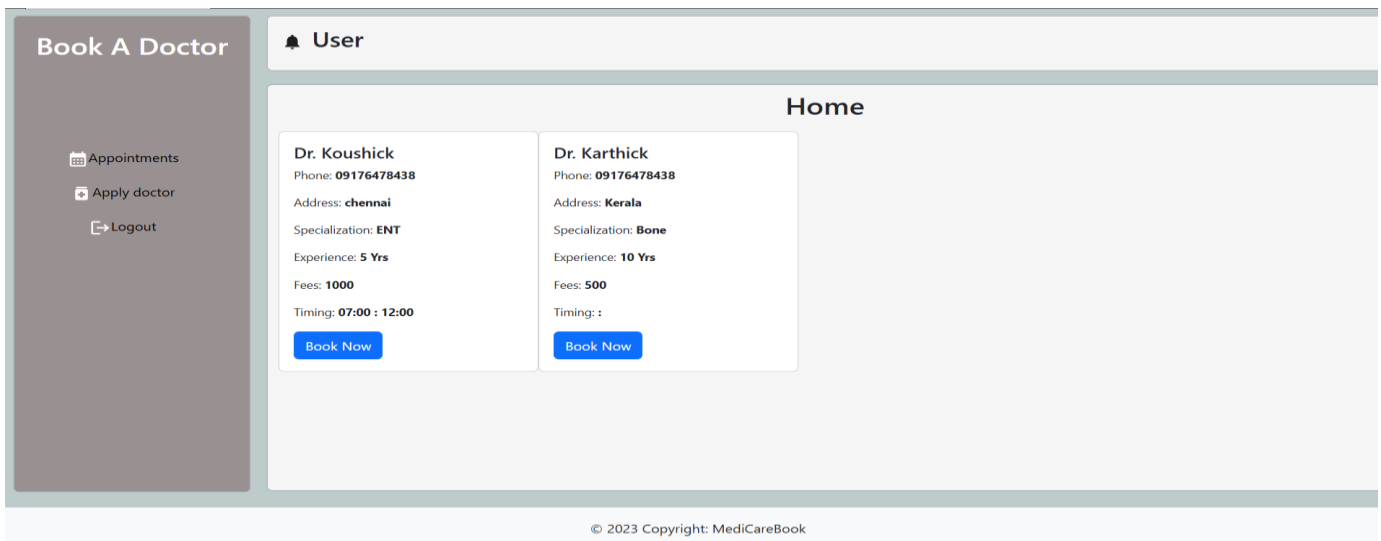 Book A Doctor
Appointments
Apply doctor
Logout
User
Home
Dr. Koushick
Phone: 09176478438
Address: chennai
Specialization: ENT
Experience: 5 Yrs
Fees: 1000
Timing: 07:00 : 12:00
Book Now
Dr. Karthick
Phone: 09176478438
Address: Kerala
Specialization: Bone
Experience: 10 Yrs
Fees: 500
Timing: :
Book Now
© 2023 Copyright: MediCareBook